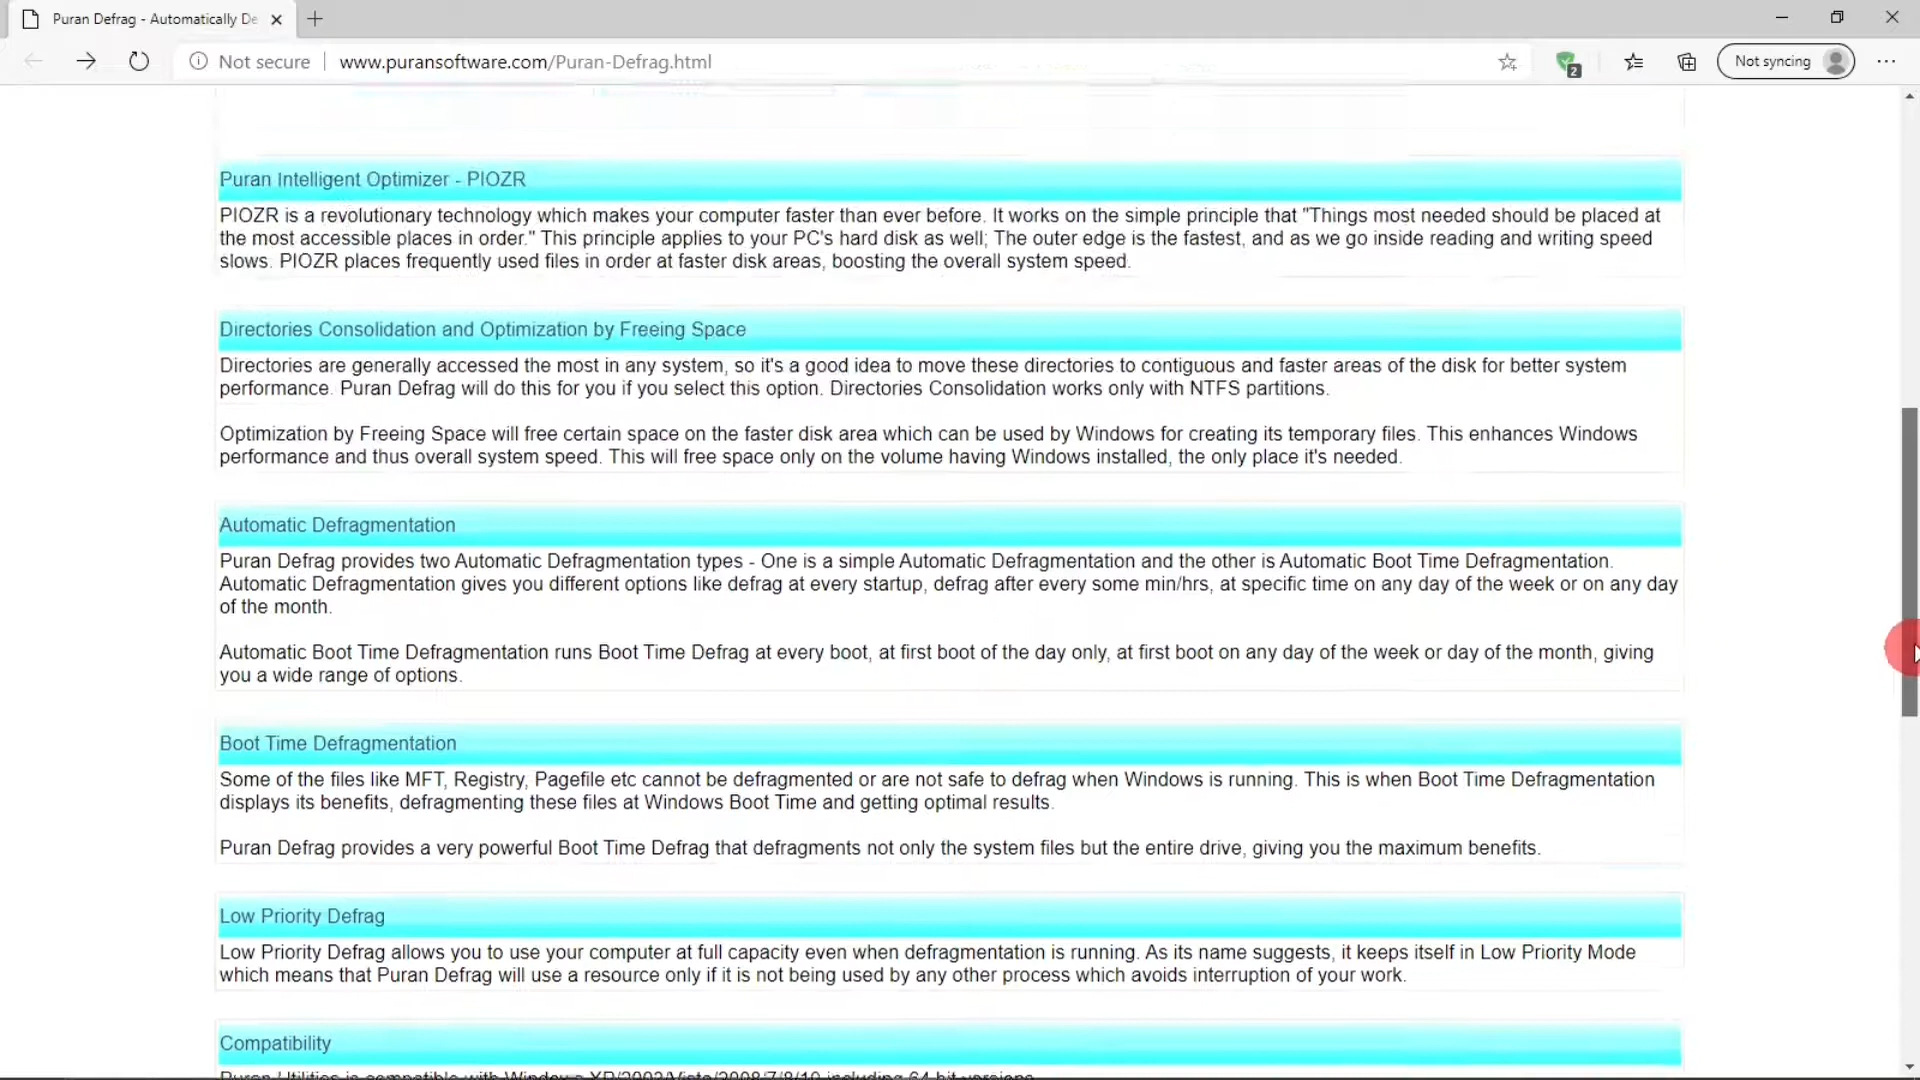 Puran Defrag - Automatically De
Not secure
www.puransoftware.com/Puran-Defrag.html
2
Not syncing
Puran Intelligent Optimizer - PIOZR
PIOZR is a revolutionary technology which makes your computer faster than ever before. It works on the simple principle that "Things most needed should be placed at
the most accessible places in order." This principle applies to your PC's hard disk as well; The outer edge is the fastest, and as we go inside reading and writing speed
slows. PIOZR places frequently used files in order at faster disk areas, boosting the overall system speed.
Directories Consolidation and Optimization by Freeing Space
Directories are generally accessed the most in any system, so it's a good idea to move these directories to contiguous and faster areas of the disk for better system
performance. Puran Defrag will do this for you if you select this option. Directories Consolidation works only with NTFS partitions.
Optimization by Freeing Space will free certain space on the faster disk area which can be used by Windows for creating its temporary files. This enhances Windows
performance and thus overall system speed. This will free space only on the volume having Windows installed, the only place it's needed.
Automatic Defragmentation
Puran Defrag provides two Automatic Defragmentation types - One is a simple Automatic Defragmentation and the other is Automatic Boot Time Defragmentation.
Automatic Defragmentation gives you different options like defrag at every startup, defrag after every some min/hrs, at specific time on any day of the week or on any day
of the month.
Automatic Boot Time Defragmentation runs Boot Time Defrag at every boot, at first boot of the day only, at first boot on any day of the week or day of the month, giving
you a wide range of options.
Boot Time Defragmentation
Some of the files like MFT, Registry, Pagefile etc cannot be defragmented or are not safe to defrag when Windows is running. This is when Boot Time Defragmentation
displays its benefits, defragmenting these files at Windows Boot Time and getting optimal results.
Puran Defrag provides a very powerful Boot Time Defrag that defragments not only the system files but the entire drive, giving you the maximum benefits.
Low Priority Defrag
Low Priority Defrag allows you to use your computer at full capacity even when defragmentation is running. As its name suggests, it keeps itself in Low Priority Mode
which means that Puran Defrag will use a resource only if it is not being used by any other process which avoids interruption of your work.
Compatibility
Puran Utilities is compatible with Windows XP/2003/Vista/2008/7/8/10 including 64-bit versions